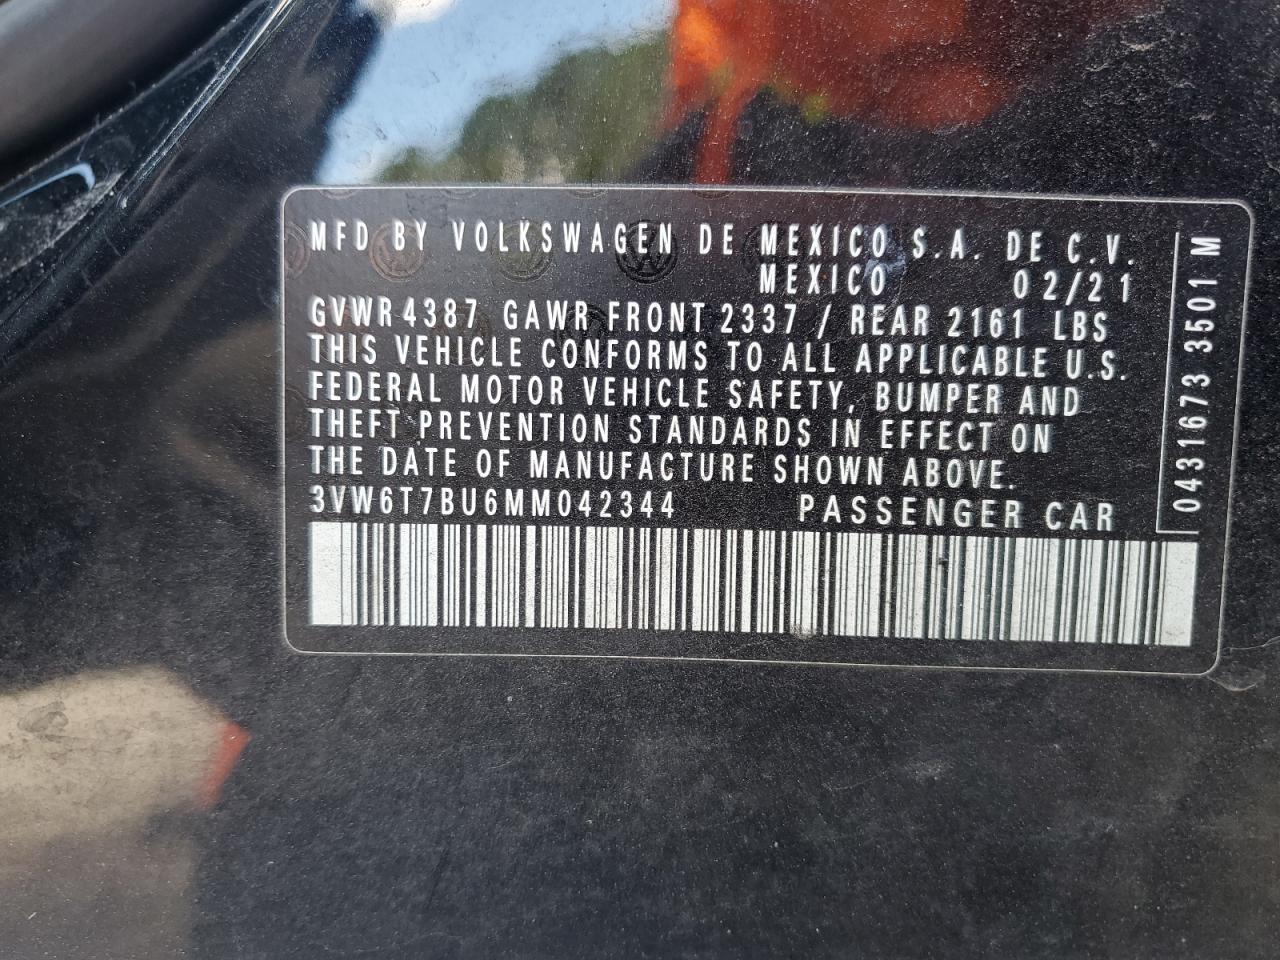 MFD BY VOLKSWAGEN DE MEXICO S.A. DE C.V.
MEXICO 02/21
GVWR 4387 GAWR FRONT 2337 / REAR 2161 LBS
THIS VEHICLE CONFORMS TO ALL APPLICABLE U.S.
FEDERAL MOTOR VEHICLE SAFETY, BUMPER AND
THEFT PREVENTION STANDARDS IN EFFECT ON
THE DATE OF MANUFACTURE SHOWN ABOVE.
3VW6T7BU6MM042344 PASSENGER CAR
0431673 3501 M